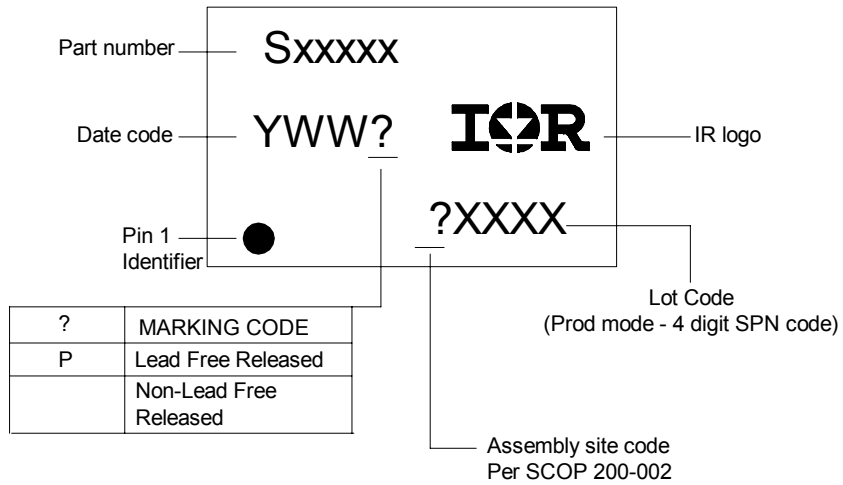 Part number
Sxxxxx
Date code
YWW?
IOR
IR logo
?XXXX
Pin 1
Identifier
Lot Code
(Prod mode - 4 digit SPN code)
? MARKING CODE
P Lead Free Released
Non-Lead Free
Released
Assembly site code
Per SCOP 200-002